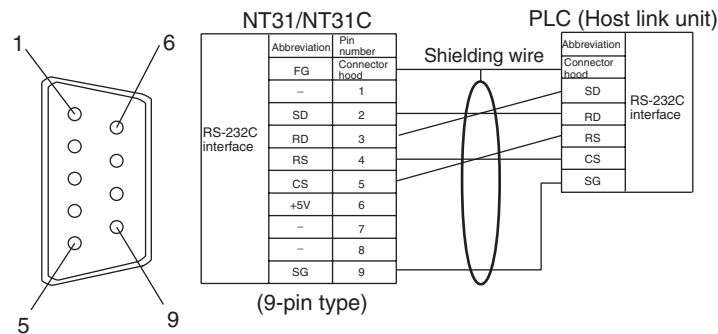 NT31/NT31C
PLC (Host link unit)
1
6
5
9
RS-232C
interface
Abbreviation
Pin
number
FG
Connector
hood
–
1
SD
2
RD
3
RS
4
CS
5
+5V
6
–
7
–
8
SG
9
(9-pin type)
Shielding wire
Abbreviation
Connector
hood
SD
RD
RS
CS
SG
RS-232C
interface